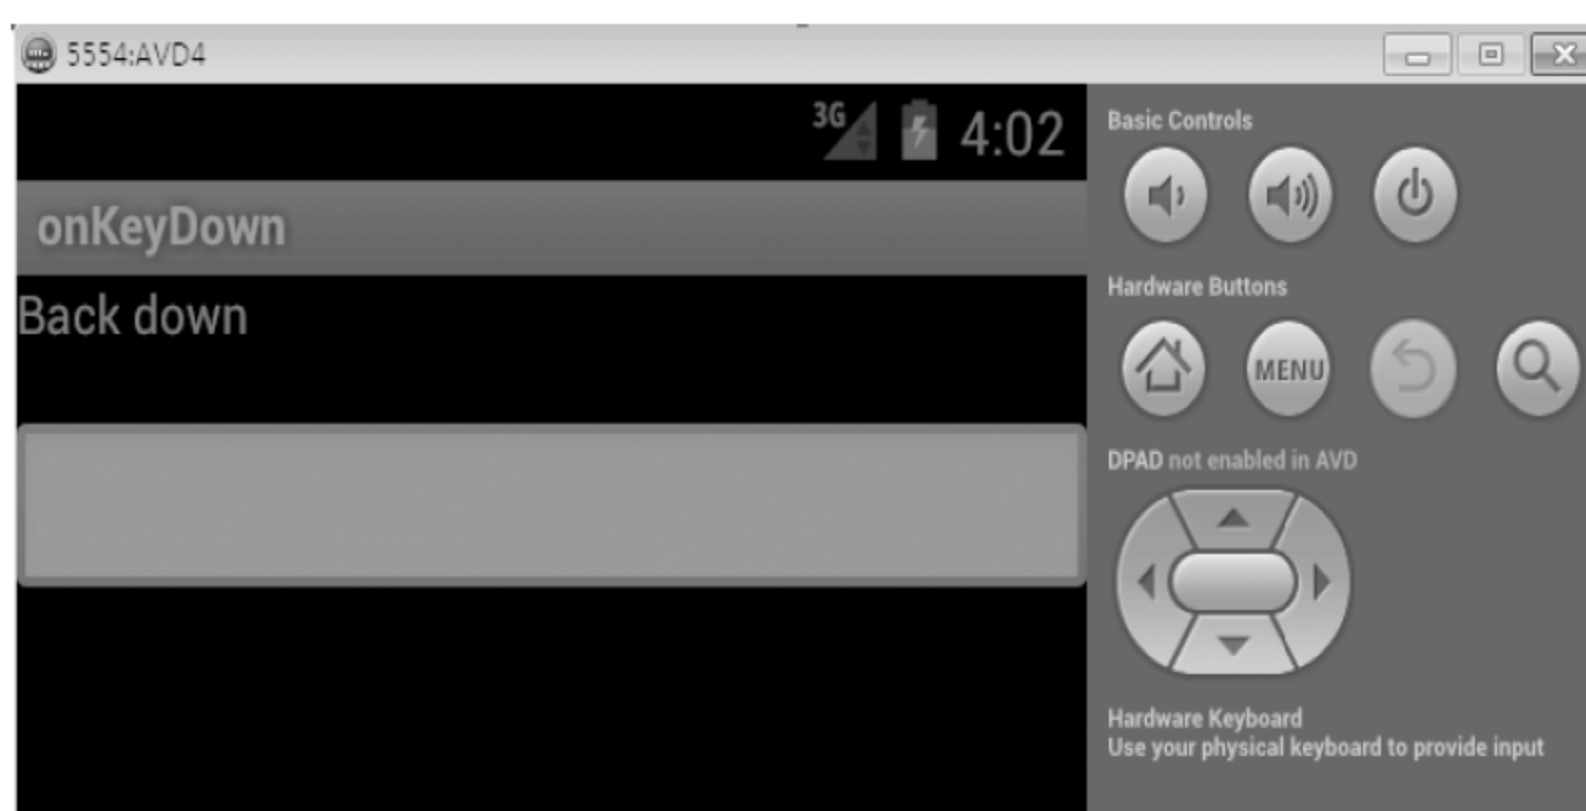 5554:AVD4
3G 4:02
onKeyDown
Back down
Basic Controls
Hardware Buttons
MENU
DPAD not enabled in AVD
Hardware Keyboard
Use your physical keyboard to provide input